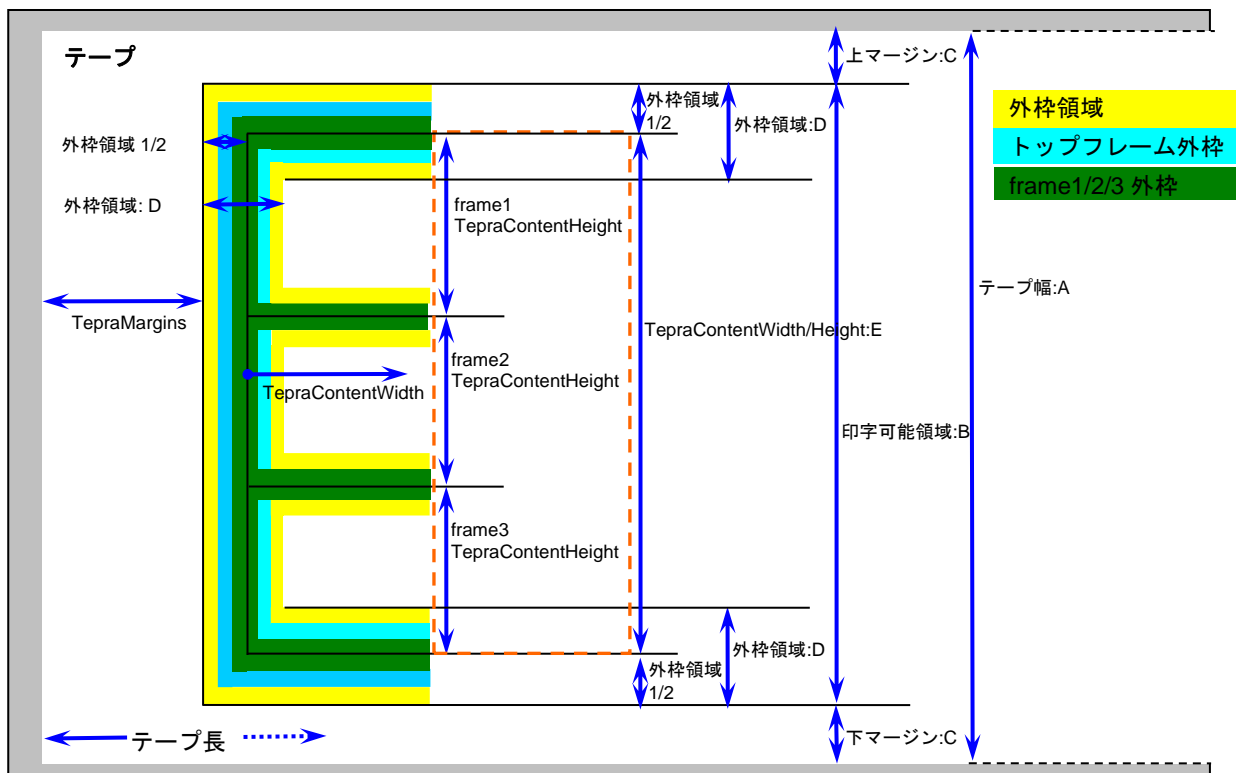 テープ
上マージン:C
外枠領域
1/2
外枠領域:D
外枠領域
トップフレーム外枠
frame1/2/3 外枠
外枠領域 1/2
外枠領域: D
frame1
TepraContentHeight
テープ幅:A
TepraMargins
TepraContentWidth/Height:E
frame2
TepraContentHeight
TepraContentWidth
印字可能領域:B
frame3
TepraContentHeight
外枠領域:D
外枠領域
1/2
テープ長
下マージン:C